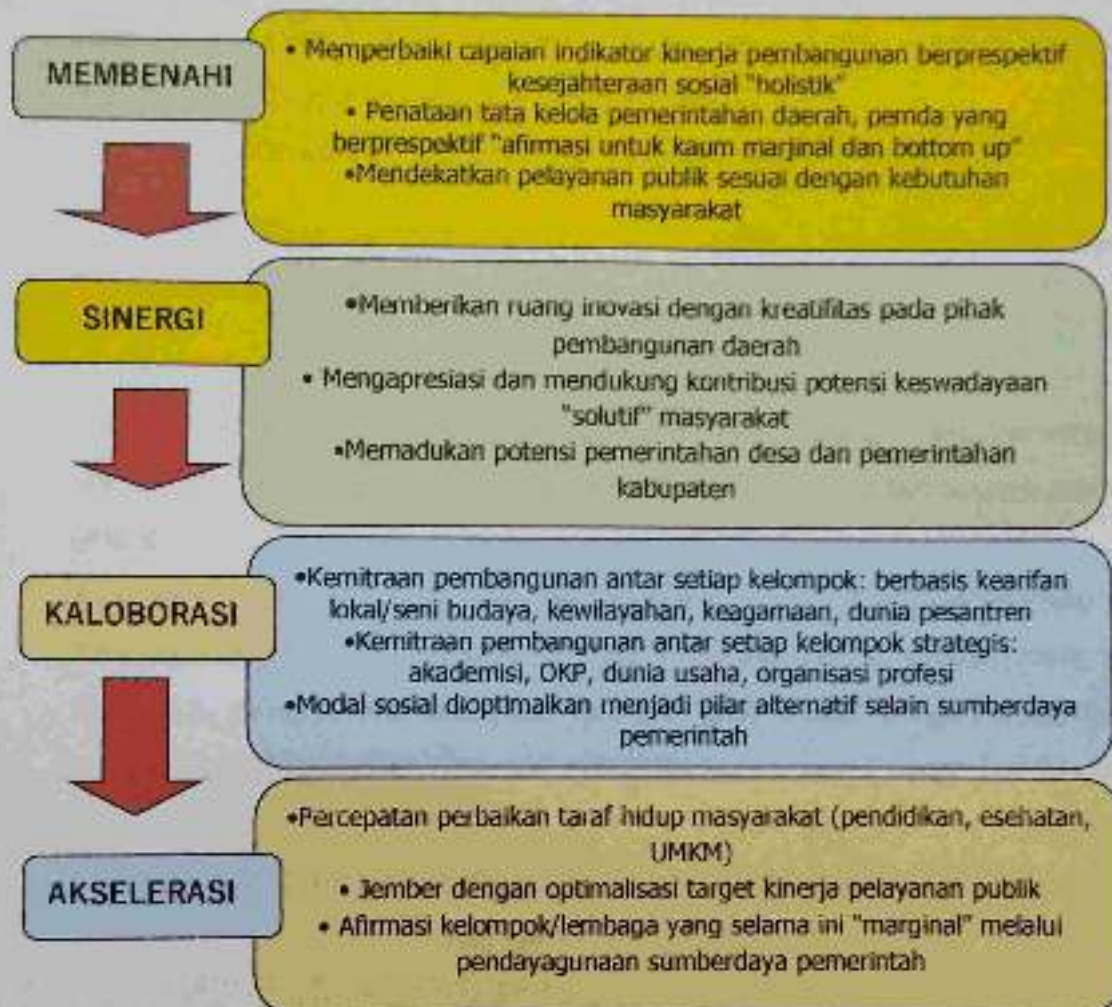 MEMBENAHI
• Memperbaiki capaian indikator kinerja pembangunan berprespektif
kesejahteraan sosial "holistik"
• Penataan tata kelola pemerintahan daerah, pemda yang
berprespektif "afirmasi untuk kaum marjinal dan bottom up"
•Mendekatkan pelayanan publik sesuai dengan kebutuhan
masyarakat
SINERGI
•Memberikan ruang inovasi dengan kreatifitas pada pihak
pembangunan daerah
• Mengapresiasi dan mendukung kontribusi potensi keswadayaan
"solutif" masyarakat
•Memadukan potensi pemerintahan desa dan pemerintahan
kabupaten
KALOBORASI
•Kemitraan pembangunan antar setiap kelompok: berbasis kearifan
lokal/seni budaya, kewilayahan, keagamaan, dunia pesantren
•Kemitraan pembangunan antar setiap kelompok strategis:
akademisi, OKP, dunia usaha, organisasi profesi
•Modal sosial dioptimalkan menjadi pilar alternatif selain sumberdaya
pemerintah
AKSELERASI
•Percepatan perbaikan taraf hidup masyarakat (pendidikan, esehatan,
UMKM)
• Jember dengan optimalisasi target kinerja pelayanan publik
• Afirmasi kelompok/lembaga yang selama ini "marginal" melalui
pendayagunaan sumberdaya pemerintah